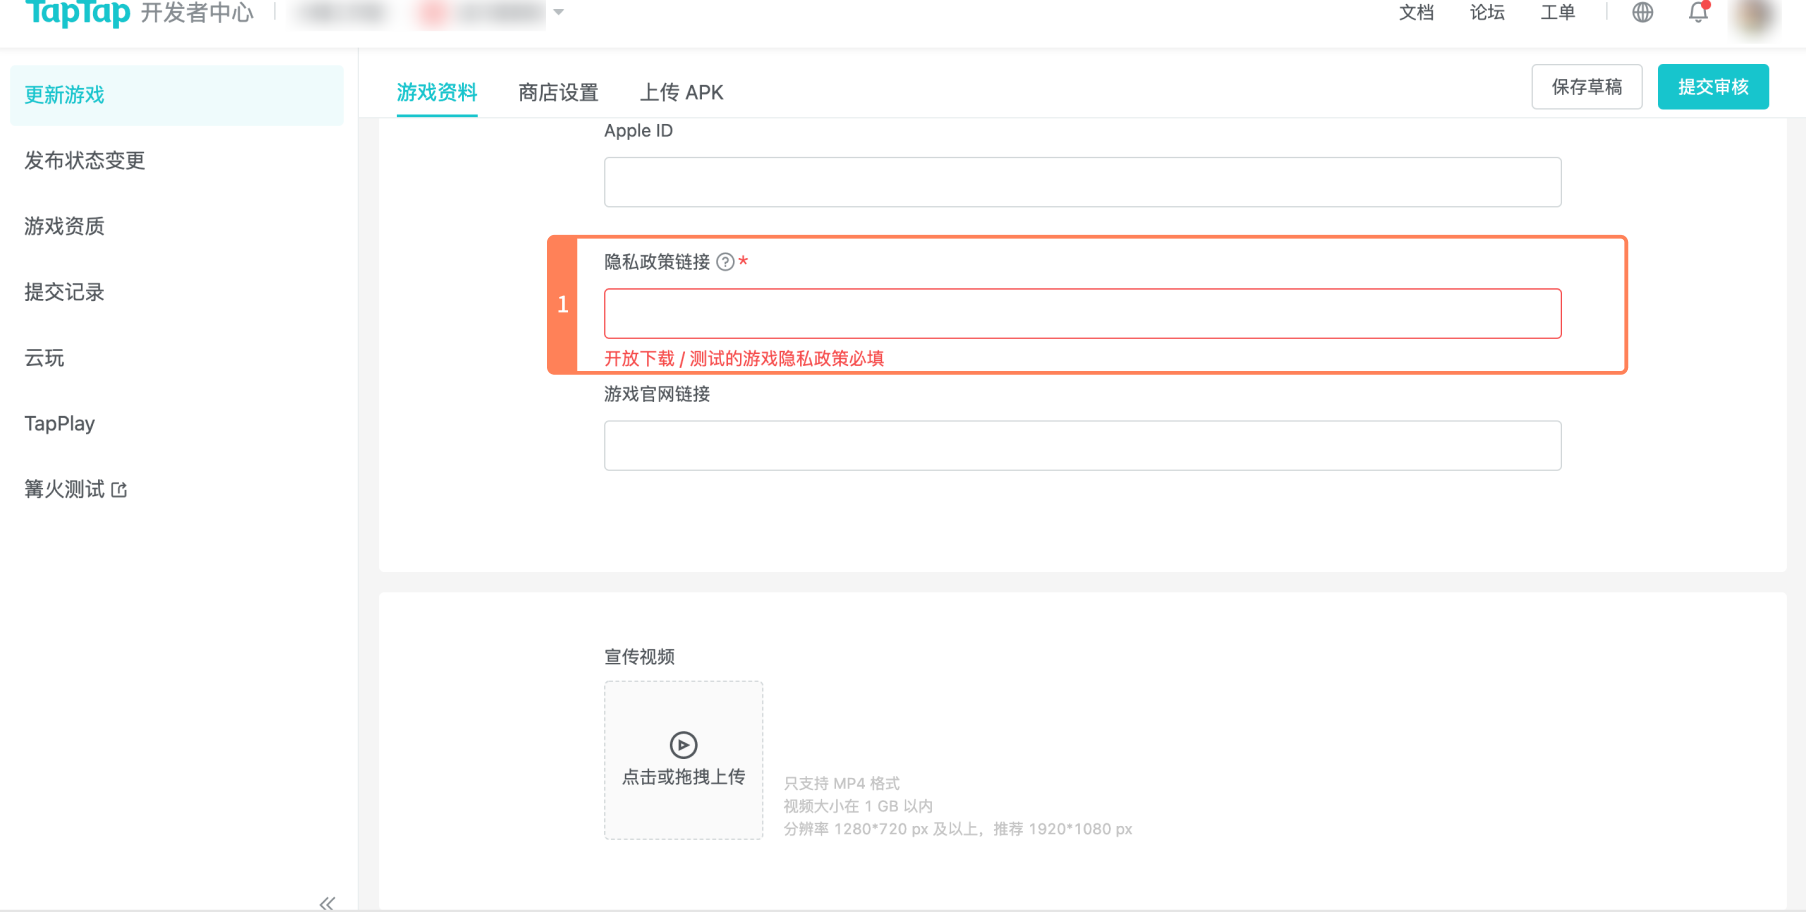 TapTap 开发者中心
文档
论坛
工单
更新游戏
发布状态变更
游戏资质
提交记录
云玩
TapPlay
篝火测试
游戏资料
商店设置
上传 APK
保存草稿
提交审核
Apple ID
1
隐私政策链接 ? *
开放下载 / 测试的游戏隐私政策必填
游戏官网链接
宣传视频
点击或拖拽上传
只支持 MP4 格式
视频大小在 1 GB 以内
分辨率 1280*720 px 及以上，推荐 1920*1080 px